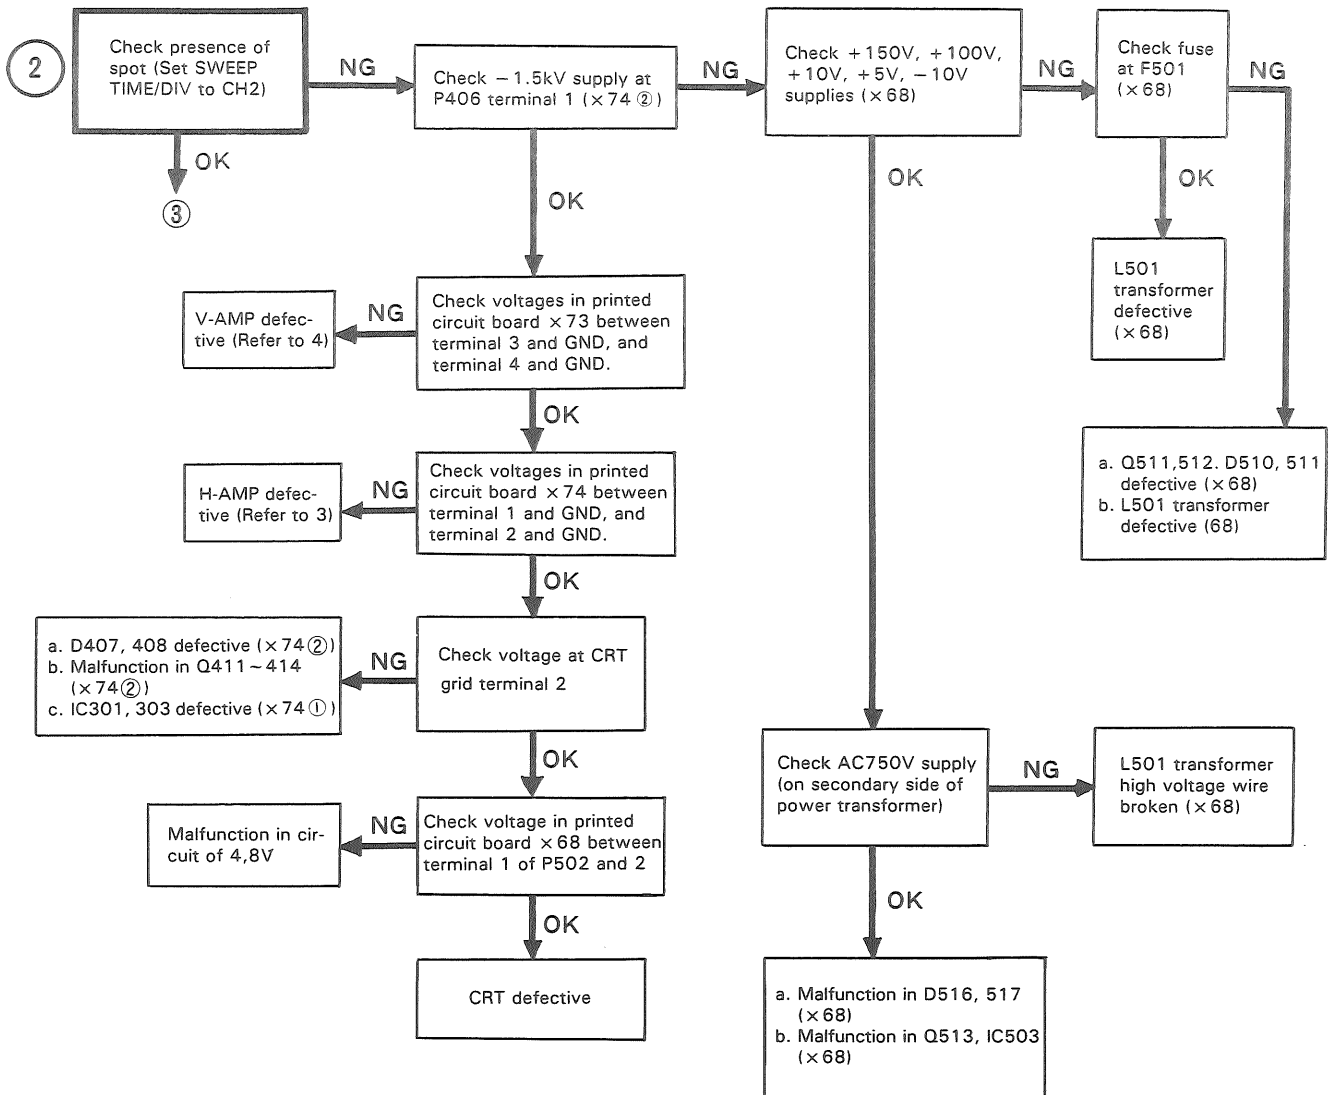 2
Check presence of
spot (Set SWEEP
TIME/DIV to CH2)
NG
OK
③
Check −1.5kV supply at
P406 terminal 1 (×74 ②)
NG
OK
Check +150V, +100V,
+10V, +5V, −10V
supplies (×68)
NG
OK
Check fuse
at F501
(×68)
NG
OK
L501
transformer
defective
(×68)
a. Q511,512. D510, 511
defective (×68)
b. L501 transformer
defective (68)
Check voltages in printed
circuit board ×73 between
terminal 3 and GND, and
terminal 4 and GND.
NG
V-AMP defec-
tive (Refer to 4)
OK
Check voltages in printed
circuit board ×74 between
terminal 1 and GND, and
terminal 2 and GND.
NG
H-AMP defec-
tive (Refer to 3)
OK
Check voltage at CRT
grid terminal 2
NG
a. D407, 408 defective (×74②)
b. Malfunction in Q411~414
(×74②)
c. IC301, 303 defective (×74①)
OK
Check voltage in printed
circuit board ×68 between
terminal 1 of P502 and 2
NG
Malfunction in cir-
cuit of 4,8V
OK
CRT defective
Check AC750V supply
(on secondary side of
power transformer)
NG
L501 transformer
high voltage wire
broken (×68)
OK
a. Malfunction in D516, 517
(×68)
b. Malfunction in Q513, IC503
(×68)